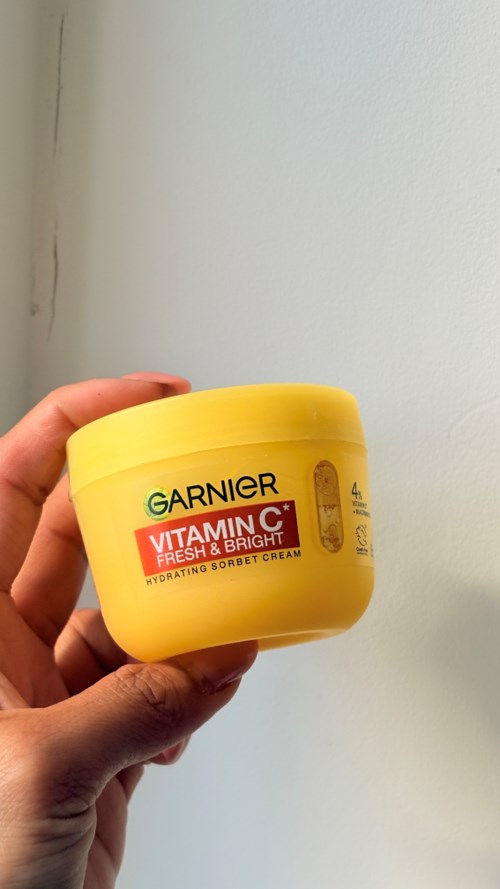 GARNIER
VITAMIN C*
FRESH & BRIGHT
HYDRATING SORBET CREAM
4%